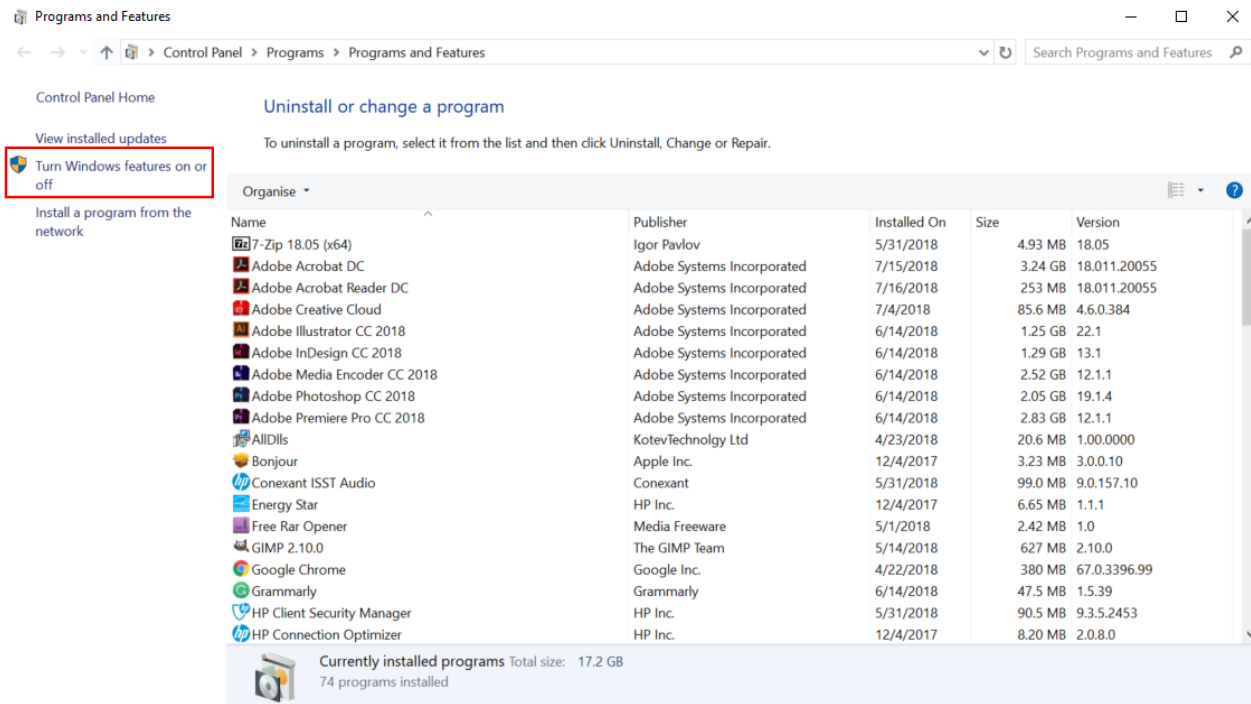 Programs and Features
Control Panel > Programs > Programs and Features
Search Programs and Features
Control Panel Home
View installed updates
Turn Windows features on or
off
Install a program from the
network
Uninstall or change a program
To uninstall a program, select it from the list and then click Uninstall, Change or Repair.
Organise
?
Name Publisher Installed On Size Version
7z 7-Zip 18.05 (x64) Igor Pavlov 5/31/2018 4.93 MB 18.05
Adobe Acrobat DC Adobe Systems Incorporated 7/15/2018 3.24 GB 18.011.20055
Adobe Acrobat Reader DC Adobe Systems Incorporated 7/16/2018 253 MB 18.011.20055
Adobe Creative Cloud Adobe Systems Incorporated 7/4/2018 85.6 MB 4.6.0.384
Ai Adobe Illustrator CC 2018 Adobe Systems Incorporated 6/14/2018 1.25 GB 22.1
Adobe InDesign CC 2018 Adobe Systems Incorporated 6/14/2018 1.29 GB 13.1
Adobe Media Encoder CC 2018 Adobe Systems Incorporated 6/14/2018 2.52 GB 12.1.1
Adobe Photoshop CC 2018 Adobe Systems Incorporated 6/14/2018 2.05 GB 19.1.4
Adobe Premiere Pro CC 2018 Adobe Systems Incorporated 6/14/2018 2.83 GB 12.1.1
AllDlls KotevTechnolgy Ltd 4/23/2018 20.6 MB 1.00.0000
Bonjour Apple Inc. 12/4/2017 3.23 MB 3.0.0.10
hp Conexant ISST Audio Conexant 5/31/2018 99.0 MB 9.0.157.10
Energy Star HP Inc. 12/4/2017 6.65 MB 1.1.1
Free Rar Opener Media Freeware 5/1/2018 2.42 MB 1.0
GIMP 2.10.0 The GIMP Team 5/14/2018 627 MB 2.10.0
Google Chrome Google Inc. 4/22/2018 380 MB 67.0.3396.99
Grammarly Grammarly 6/14/2018 47.5 MB 1.5.39
HP Client Security Manager HP Inc. 5/31/2018 90.5 MB 9.3.5.2453
hp HP Connection Optimizer HP Inc. 12/4/2017 8.20 MB 2.0.8.0
Currently installed programs Total size: 17.2 GB
74 programs installed